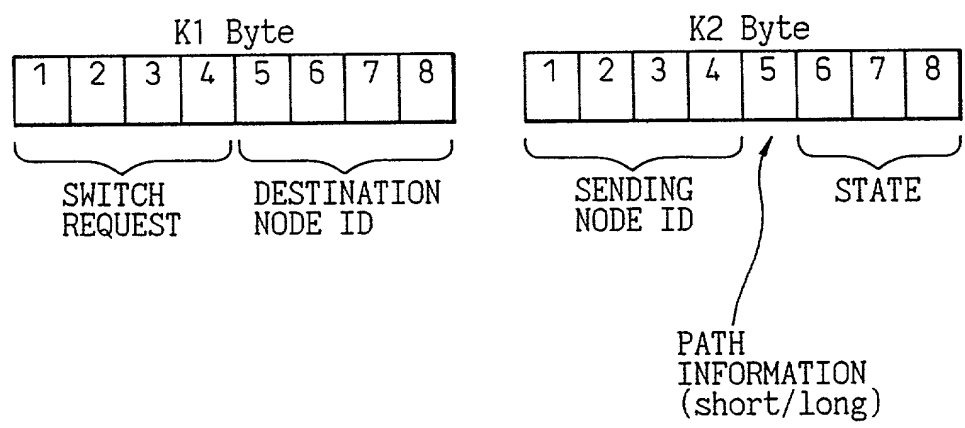 K1 Byte
1 2 3 4 5 6 7 8
SWITCH
REQUEST
DESTINATION
NODE ID
K2 Byte
1 2 3 4 5 6 7 8
SENDING
NODE ID
STATE
PATH
INFORMATION
(short/long)